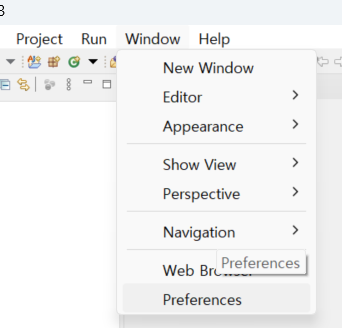 Project Run Window Help
New Window
Editor
Appearance
Show View
Perspective
Navigation
Preferences
Web Browser
Preferences